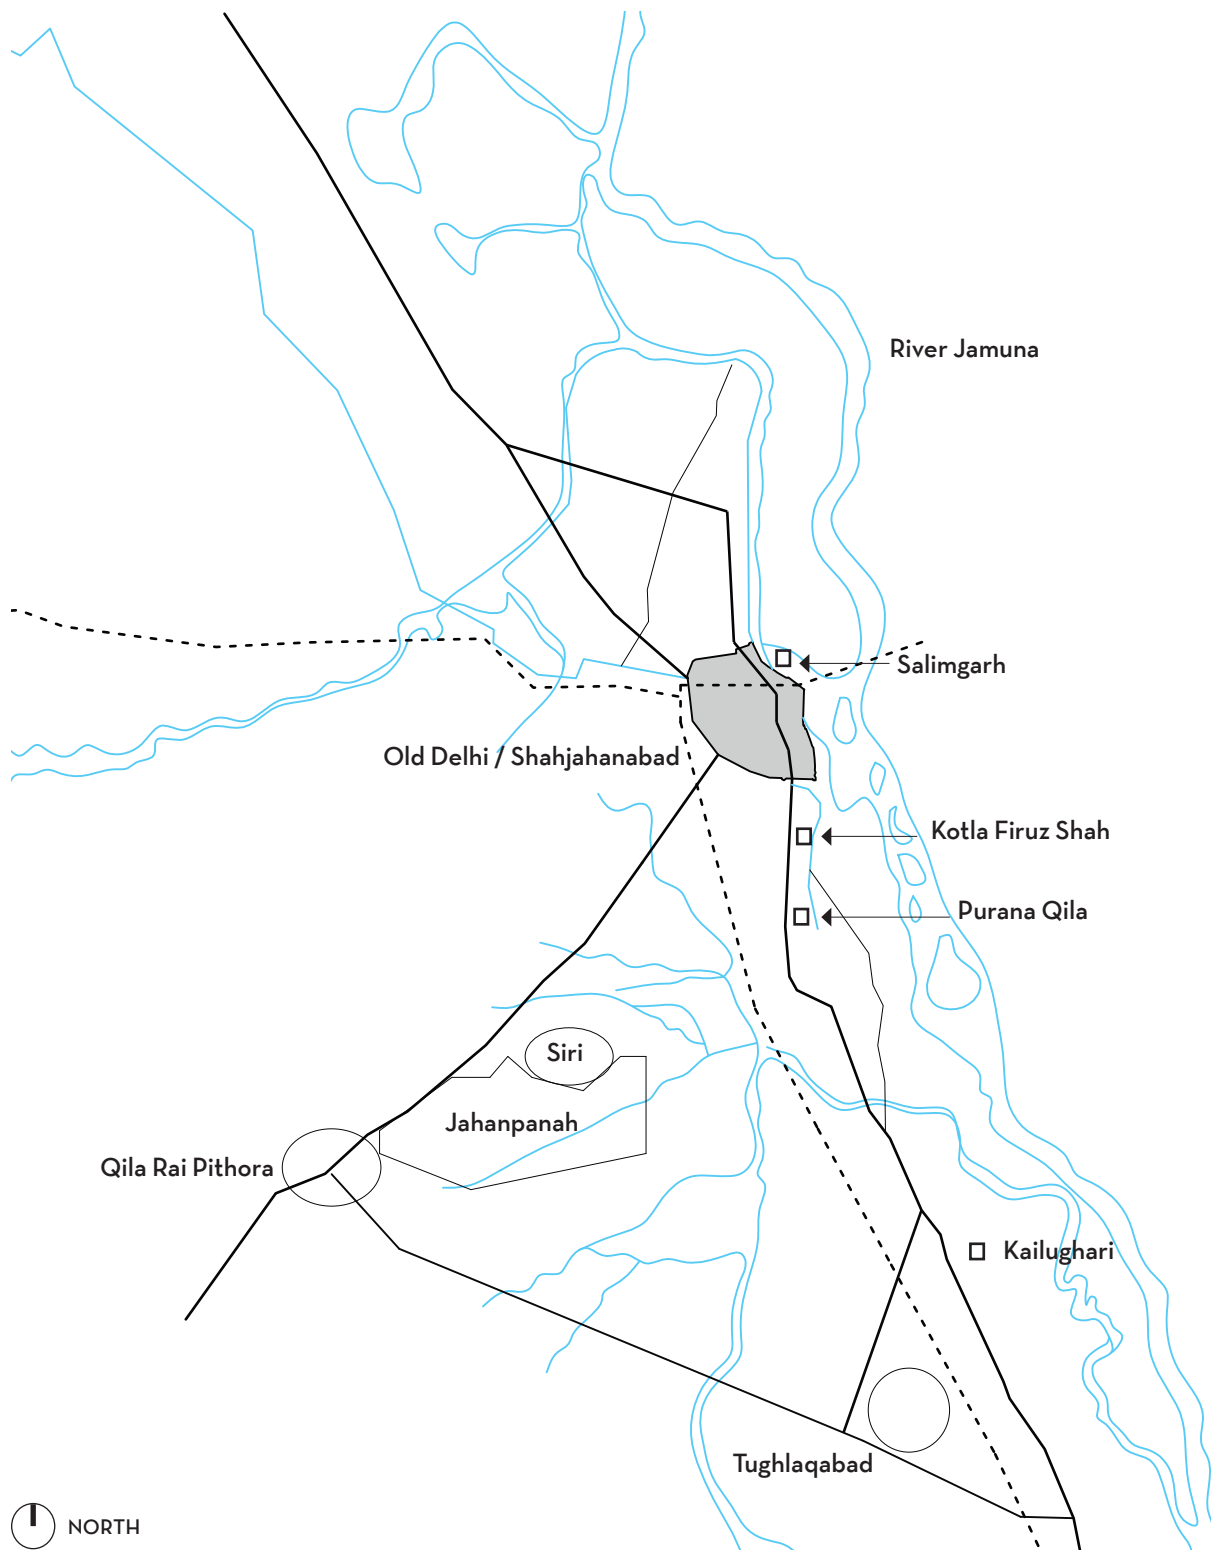 River Jamuna
Salimgarh
Old Delhi / Shahjahanabad
Kotla Firuz Shah
Purana Qila
Siri
Jahanpanah
Qila Rai Pithora
Kailughari
Tughlaqabad
NORTH